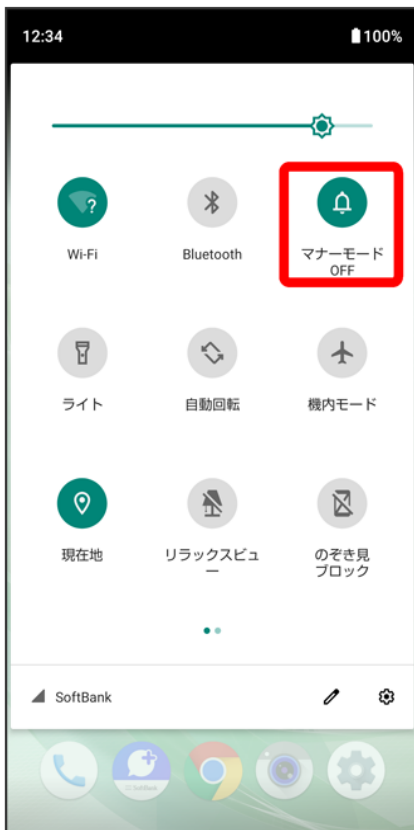 12:34
100%
?
Wi-Fi
Bluetooth
マナーモード
OFF
ライト
自動回転
機内モード
現在地
リラックスビュ
ー
のぞき見
ブロック
SoftBank